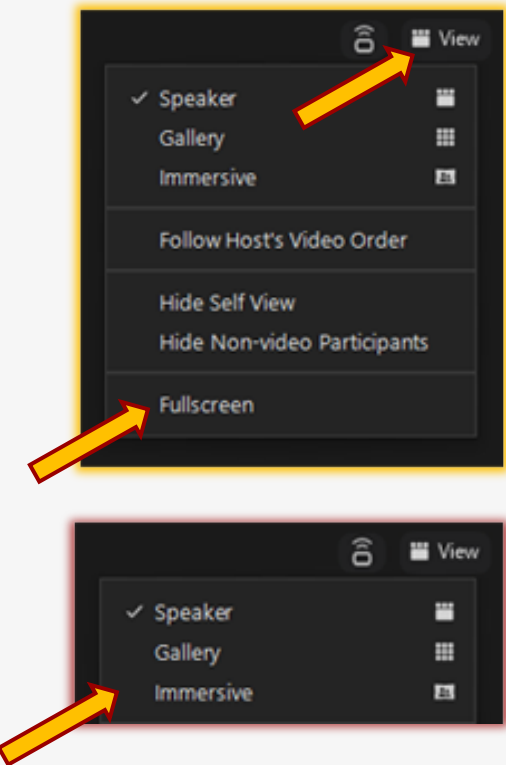 View
Speaker
Gallery
Immersive
Follow Host's Video Order
Hide Self View
Hide Non-video Participants
Fullscreen
View
Speaker
Gallery
Immersive